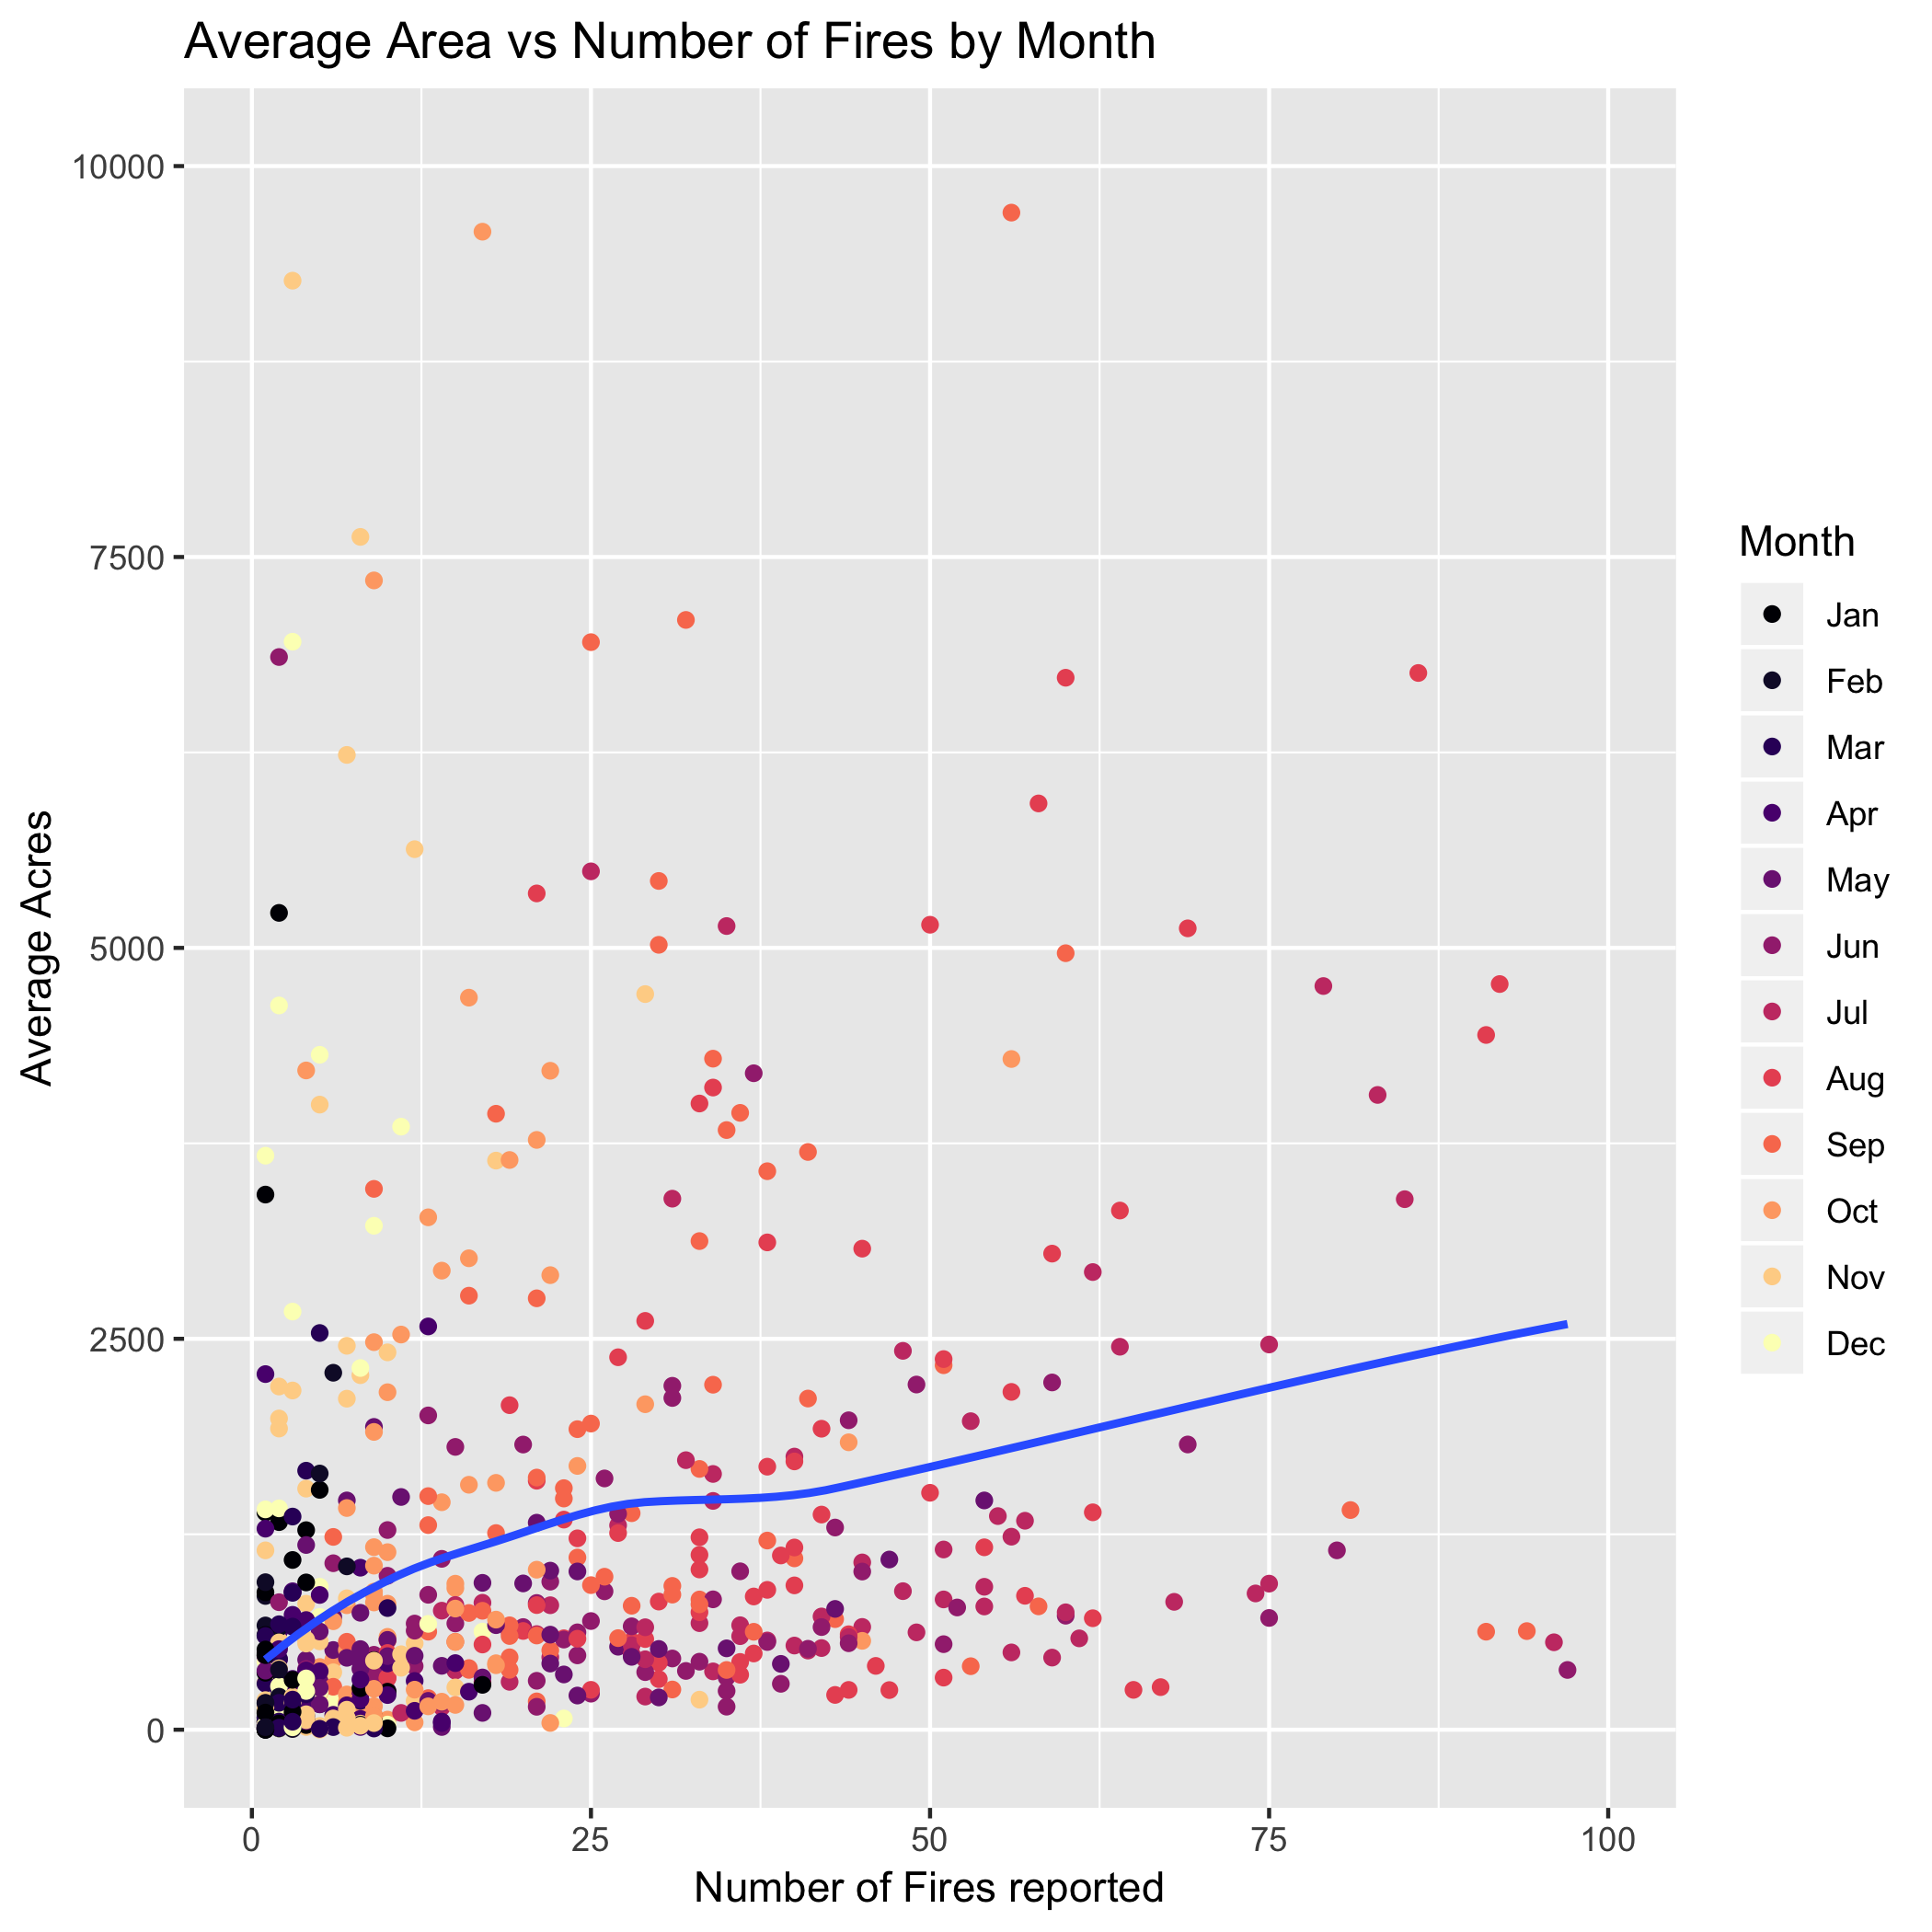 Average Area vs Number of Fires by Month
10000
7500
5000
2500
0
Average Acres
0 25 50 75 100
Number of Fires reported
Month
Jan
Feb
Mar
Apr
May
Jun
Jul
Aug
Sep
Oct
Nov
Dec